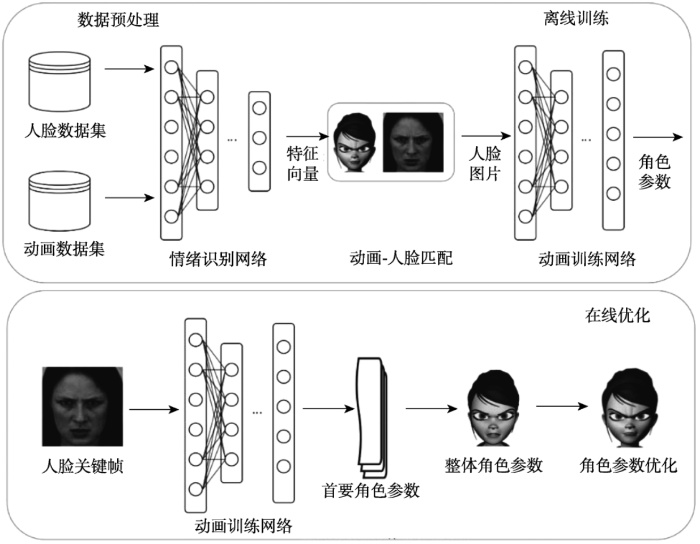 数据预处理
离线训练
人脸数据集
动画数据集
情绪识别网络
...
特征
向量
动画-人脸匹配
人脸
图片
...
动画训练网络
角色
参数
在线优化
人脸关键帧
...
动画训练网络
首要角色参数
整体角色参数
角色参数优化